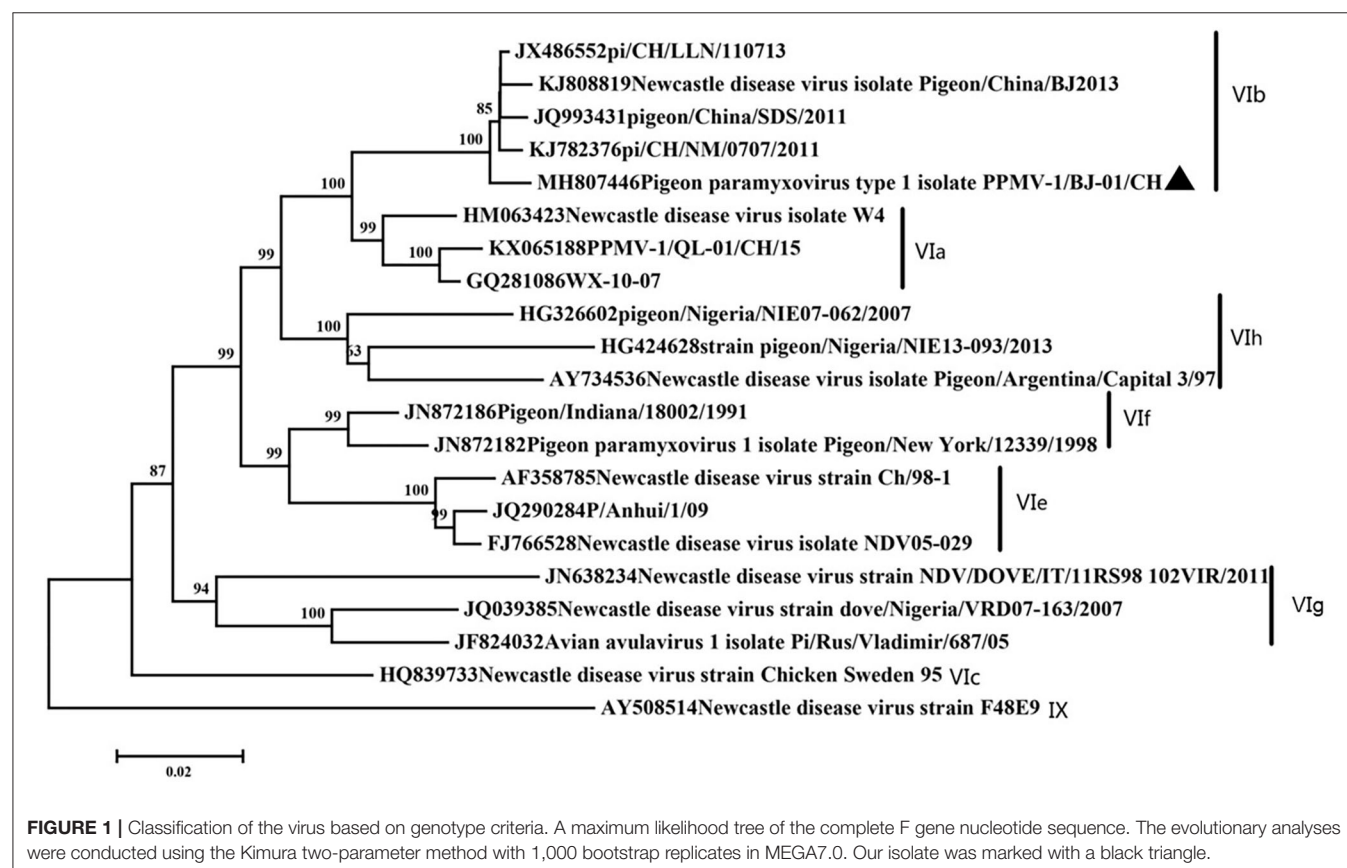 JX486552pi/CH/LLN/110713
KJ808819Newcastle disease virus isolate Pigeon/China/BJ2013
VIb
85
JQ993431pigeon/China/SDS/2011
100
KJ782376pi/CH/NM/0707/2011
100
MH807446Pigeon paramyxovirus type 1 isolate PPMV-1/BJ-01/CH
99
HM063423Newcastle disease virus isolate W4
100
KX065188PPMV-1/QL-01/CH/15
VIa
99
GQ281086WX-10-07
HG326602pigeon/Nigeria/NIE07-062/2007
100
VIh
63
HG424628strain pigeon/Nigeria/NIE13-093/2013
99
AY734536Newcastle disease virus isolate Pigeon/Argentina/Capital 3/97
99
JN872186Pigeon/Indiana/18002/1991
VIf
99
JN872182Pigeon paramyxovirus 1 isolate Pigeon/New York/12339/1998
87
AF358785Newcastle disease virus strain Ch/98-1
100
VIe
99
JQ290284P/Anhui/1/09
FJ766528Newcastle disease virus isolate NDV05-029
JN638234Newcastle disease virus strain NDV/DOVE/IT/11RS98 102VIR/2011
94
JQ039385Newcastle disease virus strain dove/Nigeria/VRD07-163/2007
VIg
100
JF824032Avian avulavirus 1 isolate Pi/Rus/Vladimir/687/05
HQ839733Newcastle disease virus strain Chicken Sweden 95 VIc
AY508514Newcastle disease virus strain F48E9 IX
0.02
FIGURE 1 | Classification of the virus based on genotype criteria. A maximum likelihood tree of the complete F gene nucleotide sequence. The evolutionary analyses
were conducted using the Kimura two-parameter method with 1,000 bootstrap replicates in MEGA7.0. Our isolate was marked with a black triangle.